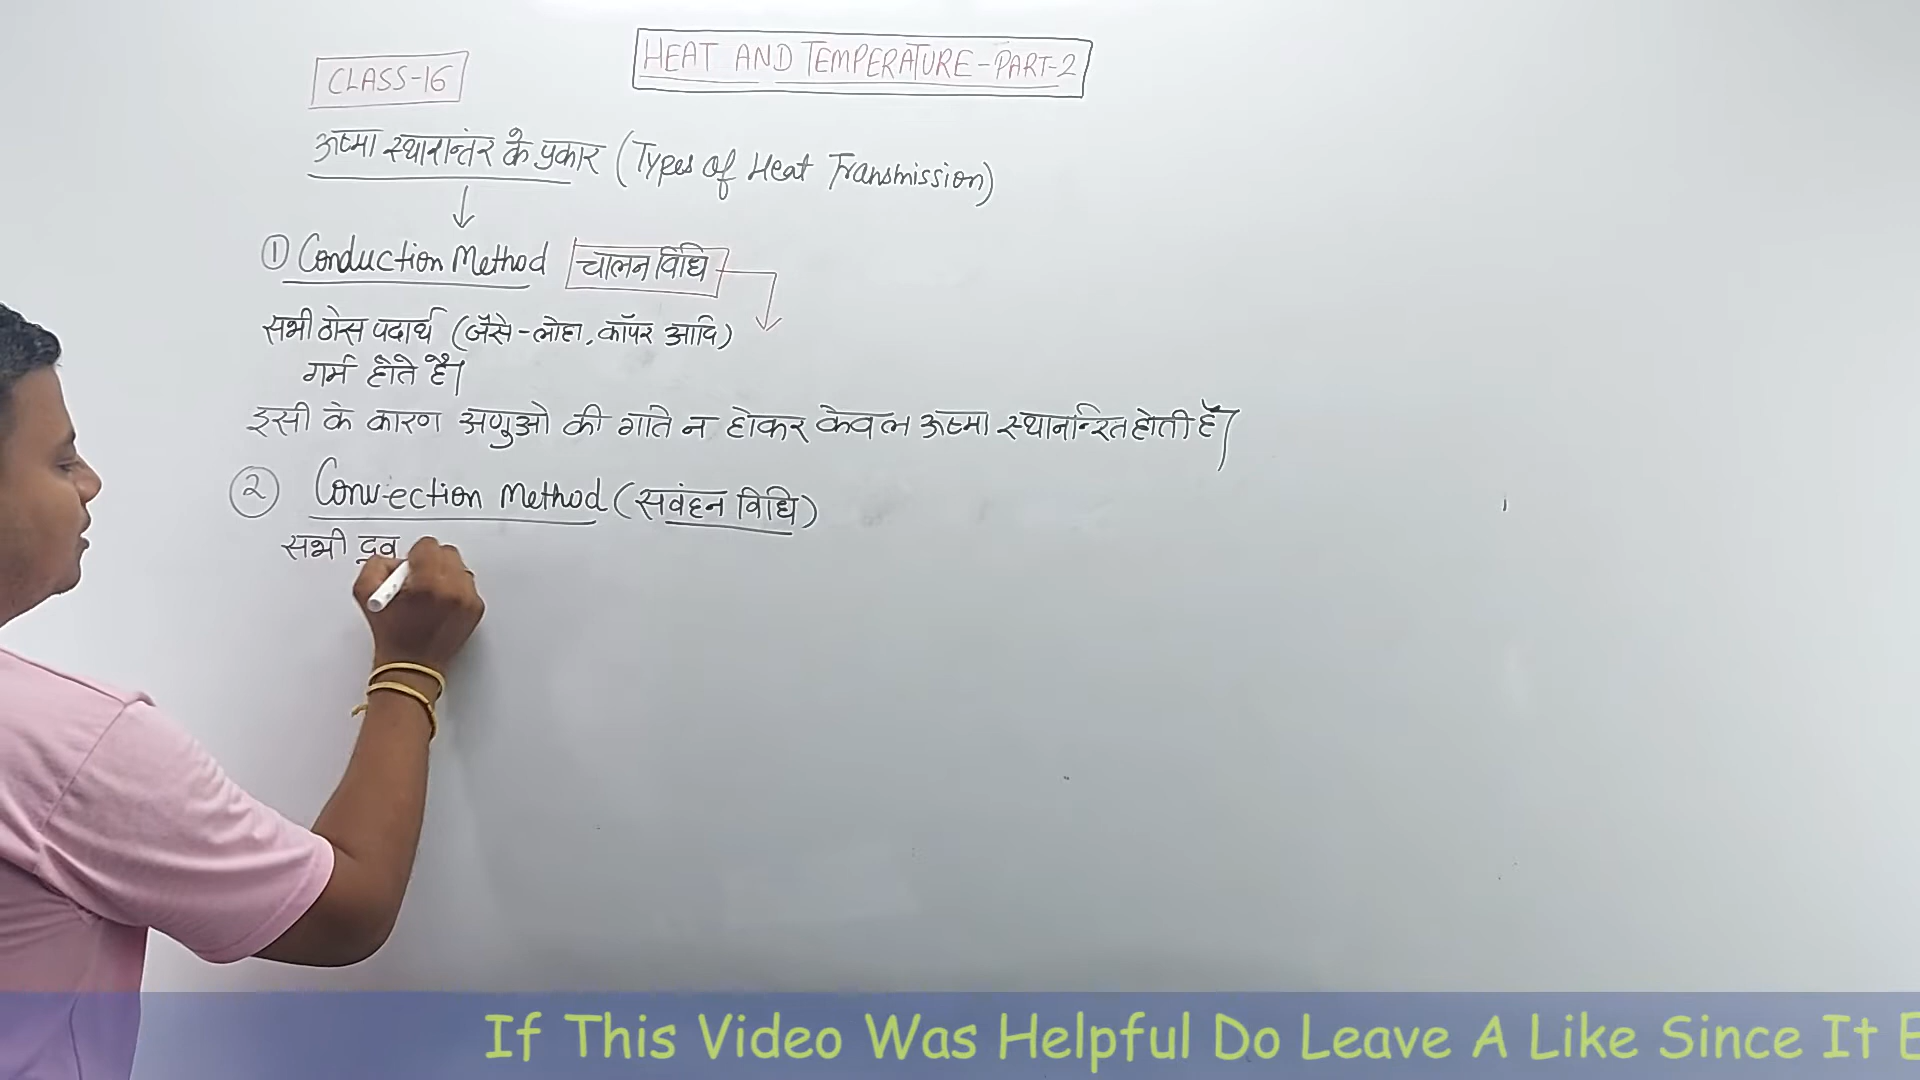 CLASS-16
HEAT AND TEMPERATURE-PART-2
ऊष्मा स्थानान्तंर के प्रकार (Types of Heat Transmission)
① Conduction Method चालन विधि
सभी ठोस पदार्थ (जैसे-लोहा, कॉपर आदि)
गर्म होते है।
इसी के कारण अणुओ की गति न होकर केवल ऊष्मा स्थानान्तरित होती है।
② Convection Method (सवंहन विधि)
सभी द्रव
If This Video Was Helpful Do Leave A Like Since It